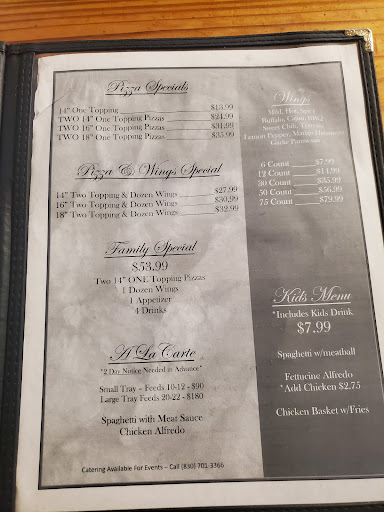 Pizza Specials
14" One Topping $13.99
TWO 14" One Topping Pizzas $24.99
TWO 16" One Topping Pizzas $31.99
TWO 18" One Topping Pizzas $35.99
Pizza & Wings Special
14" Two Topping & Dozen Wings $27.99
16" Two Topping & Dozen Wings $30.99
18" Two Topping & Dozen Wings $32.99
Family Special
$53.99
Two 14" ONE Topping Pizzas
1 Dozen Wings
1 Appetizer
4 Drinks
A La Carte
*2 Day Notice Needed in Advance*
Small Tray – Feeds 10-12 - $90
Large Tray Feeds 20-22 - $180
Spaghetti with Meat Sauce
Chicken Alfredo
Catering Available For Events – Call (830) 701-3366
Wings
Mild, Hot, Spicy
Buffalo, Cajun, BBQ
Sweet Chili, Teriyaki
Lemon Pepper, Mango Habanero
Garlic Parmesan
6 Count $7.99
12 Count $14.99
30 Count $35.99
50 Count $56.99
75 Count $79.99
Kids Menu
*Includes Kids Drink
$7.99
Spaghetti w/meatball
Fettucine Alfredo
*Add Chicken $2.75
Chicken Basket w/Fries